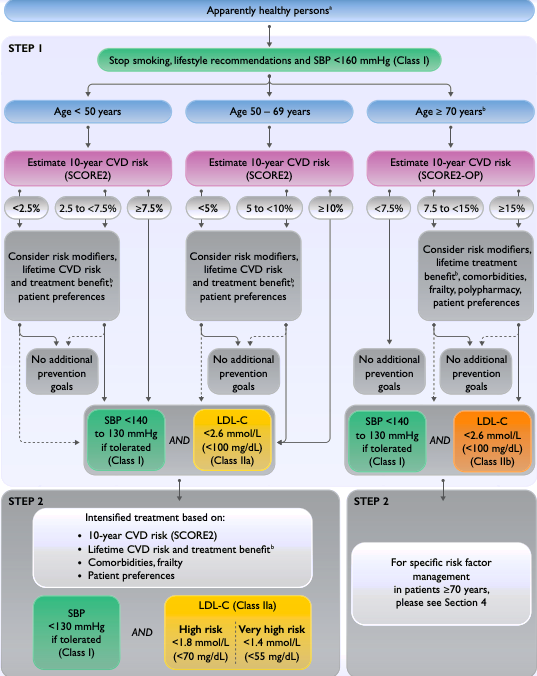 Apparently healthy personsᵃ
STEP 1
Stop smoking, lifestyle recommendations and SBP <160 mmHg (Class I)
Age < 50 years
Age 50 – 69 years
Age ≥ 70 yearsᵇ
Estimate 10-year CVD risk
(SCORE2)
Estimate 10-year CVD risk
(SCORE2)
Estimate 10-year CVD risk
(SCORE2-OP)
<2.5%
2.5 to <7.5%
≥7.5%
<5%
5 to <10%
≥10%
<7.5%
7.5 to <15%
≥15%
Consider risk modifiers,
lifetime CVD risk
and treatment benefitᵇ,
patient preferences
Consider risk modifiers,
lifetime CVD risk
and treatment benefitᵇ,
patient preferences
Consider risk modifiers,
lifetime treatment
benefitᵇ, comorbidities,
frailty, polypharmacy,
patient preferences
No additional
prevention
goals
No additional
prevention
goals
No additional
prevention
goals
No additional
prevention
goals
SBP <140
to 130 mmHg
if tolerated
(Class I)
AND
LDL-C
<2.6 mmol/L
(<100 mg/dL)
(Class IIa)
SBP <140
to 130 mmHg
if tolerated
(Class I)
AND
LDL-C
<2.6 mmol/L
(<100 mg/dL)
(Class IIb)
STEP 2
Intensified treatment based on:
• 10-year CVD risk (SCORE2)
• Lifetime CVD risk and treatment benefitᵇ
• Comorbidities, frailty
• Patient preferences
SBP
<130 mmHg
if tolerated
(Class I)
AND
LDL-C (Class IIa)
High risk
<1.8 mmol/L
(<70 mg/dL)
Very high risk
<1.4 mmol/L
(<55 mg/dL)
STEP 2
For specific risk factor
management
in patients ≥70 years,
please see Section 4